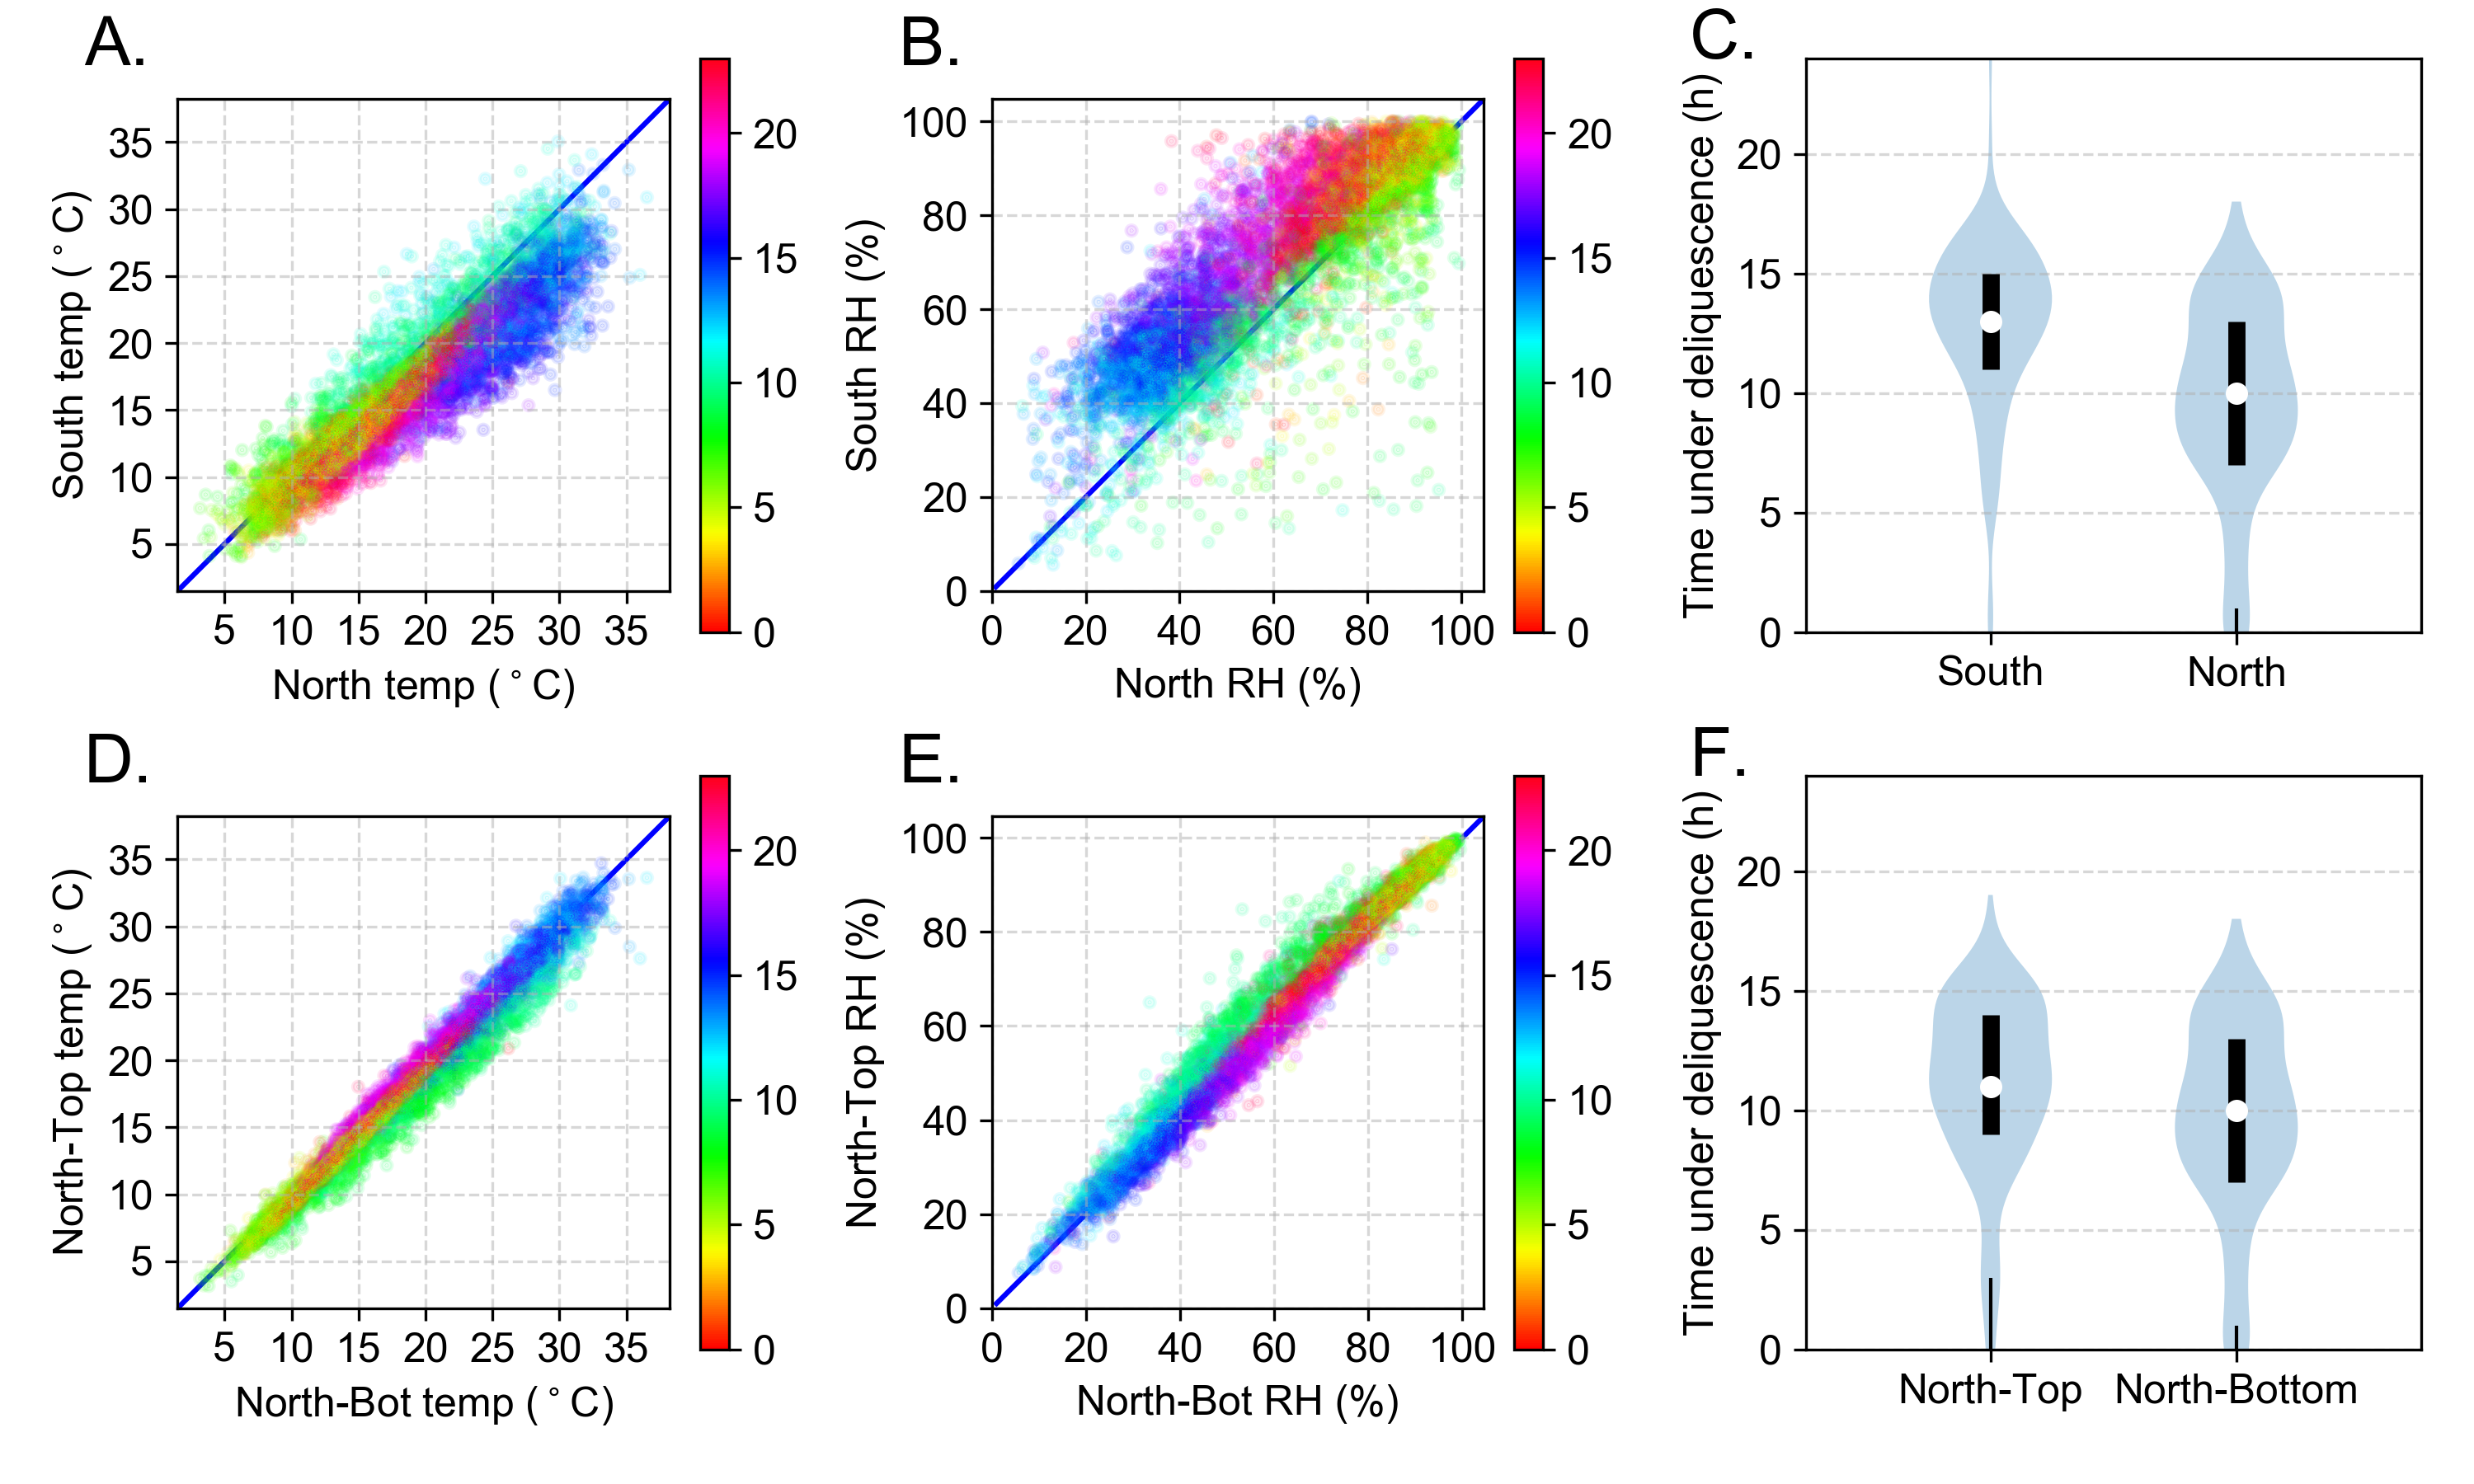 A.
South temp (°C)
35
30
25
20
15
10
5
5 10 15 20 25 30 35
North temp (°C)
20
15
10
5
0
B.
South RH (%)
100
80
60
40
20
0
0 20 40 60 80 100
North RH (%)
20
15
10
5
0
C.
Time under deliquescence (h)
20
15
10
5
0
South North
D.
North-Top temp (°C)
35
30
25
20
15
10
5
5 10 15 20 25 30 35
North-Bot temp (°C)
20
15
10
5
0
E.
North-Top RH (%)
100
80
60
40
20
0
0 20 40 60 80 100
North-Bot RH (%)
20
15
10
5
0
F.
Time under deliquescence (h)
20
15
10
5
0
North-Top North-Bottom